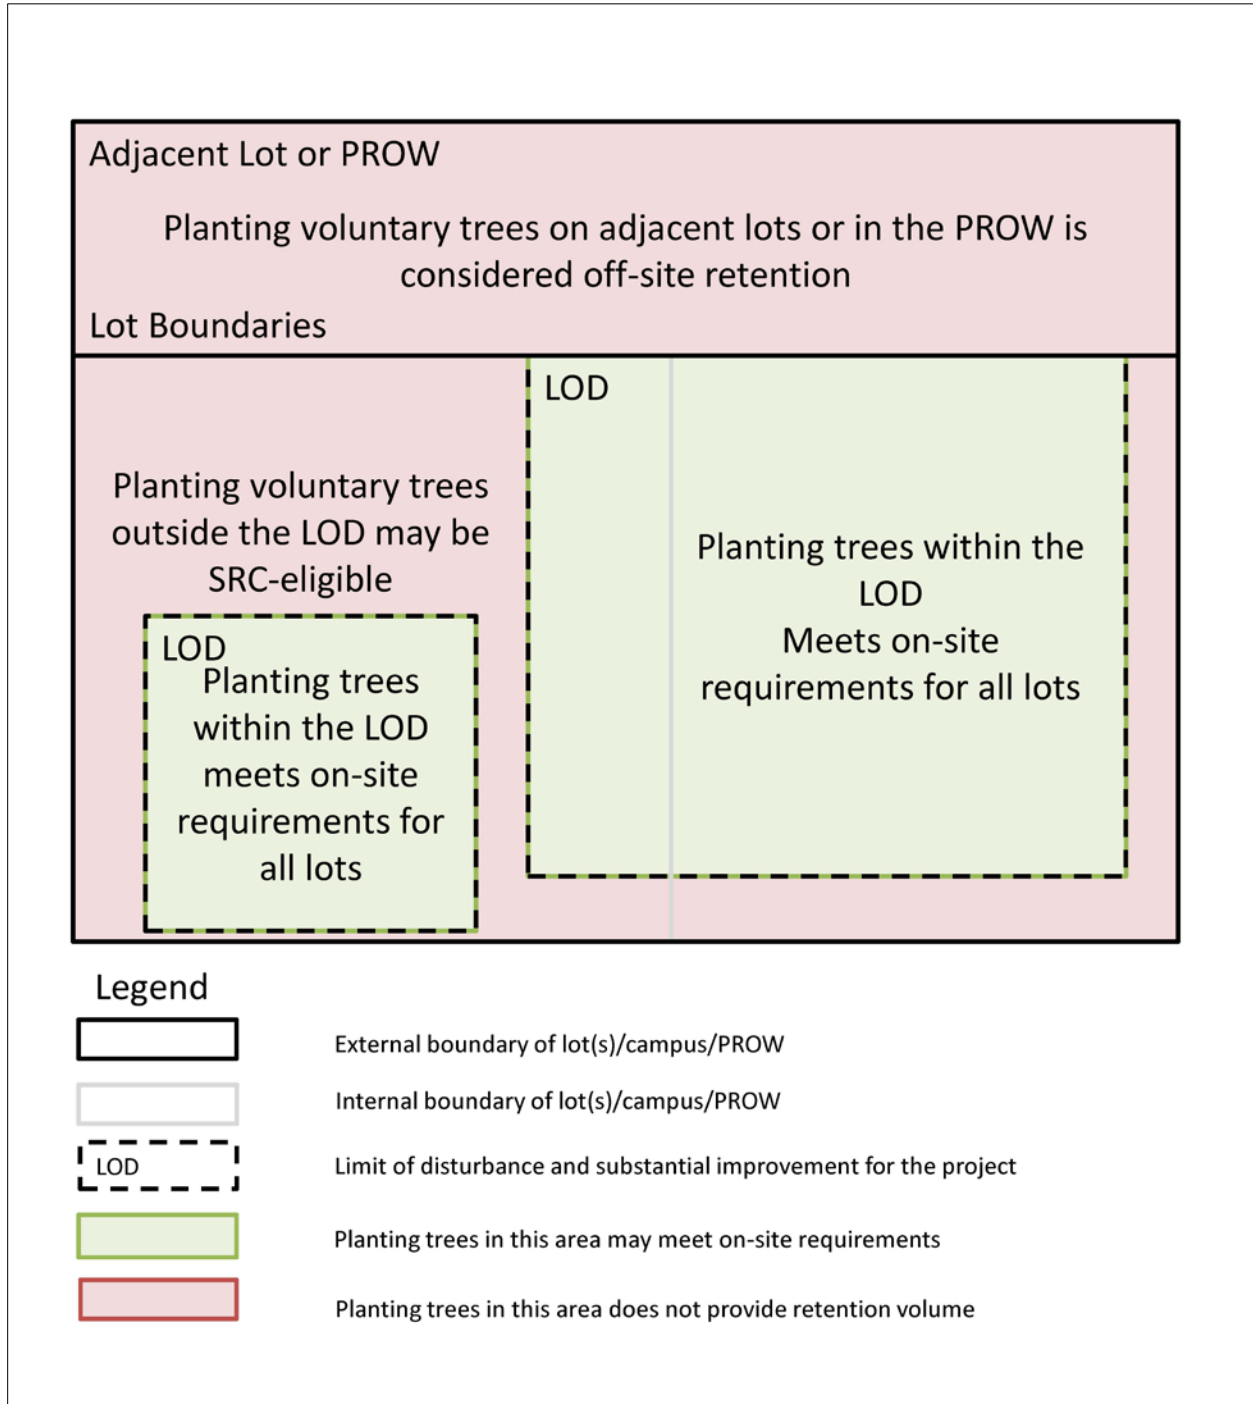 Adjacent Lot or PROW
Planting voluntary trees on adjacent lots or in the PROW is
considered off-site retention
Lot Boundaries
LOD
Planting voluntary trees
outside the LOD may be
SRC-eligible
Planting trees within the
LOD
Meets on-site
requirements for all lots
LOD
Planting trees
within the LOD
meets on-site
requirements for
all lots
Legend
External boundary of lot(s)/campus/PROW
Internal boundary of lot(s)/campus/PROW
LOD
Limit of disturbance and substantial improvement for the project
Planting trees in this area may meet on-site requirements
Planting trees in this area does not provide retention volume